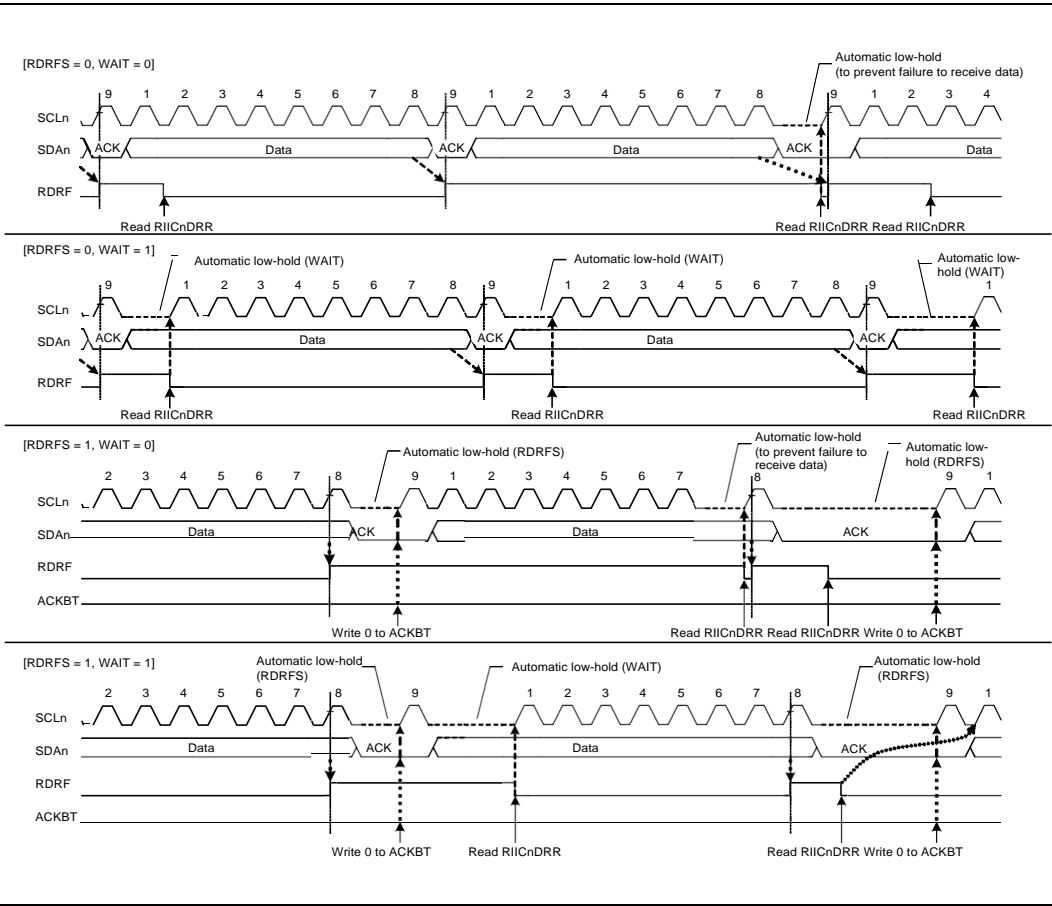 [RDRFS = 0, WAIT = 0]
Automatic low-hold
(to prevent failure to receive data)
9 1 2 3 4 5 6 7 8 9 1 2 3 4 5 6 7 8 9 1 2 3 4
SCLn
SDAn ACK Data ACK Data ACK Data
RDRF
Read RIICnDRR Read RIICnDRR Read RIICnDRR
[RDRFS = 0, WAIT = 1]
Automatic low-hold (WAIT) Automatic low-hold (WAIT) Automatic low-
hold (WAIT)
9 1 2 3 4 5 6 7 8 9 1 2 3 4 5 6 7 8 9 1
SCLn
SDAn ACK Data ACK Data ACK
RDRF
Read RIICnDRR Read RIICnDRR Read RIICnDRR
[RDRFS = 1, WAIT = 0]
Automatic low-hold (RDRFS)
Automatic low-hold
(to prevent failure to
receive data)
Automatic low-
hold (RDRFS)
2 3 4 5 6 7 8 9 1 2 3 4 5 6 7 8 9 1
SCLn
SDAn Data ACK Data ACK
RDRF
ACKBT
Write 0 to ACKBT Read RIICnDRR Read RIICnDRR Write 0 to ACKBT
[RDRFS = 1, WAIT = 1]
Automatic low-hold
(RDRFS)
Automatic low-hold (WAIT)
Automatic low-hold
(RDRFS)
2 3 4 5 6 7 8 9 1 2 3 4 5 6 7 8 9 1
SCLn
SDAn Data ACK Data ACK
RDRF
ACKBT
Write 0 to ACKBT Read RIICnDRR Read RIICnDRR Write 0 to ACKBT